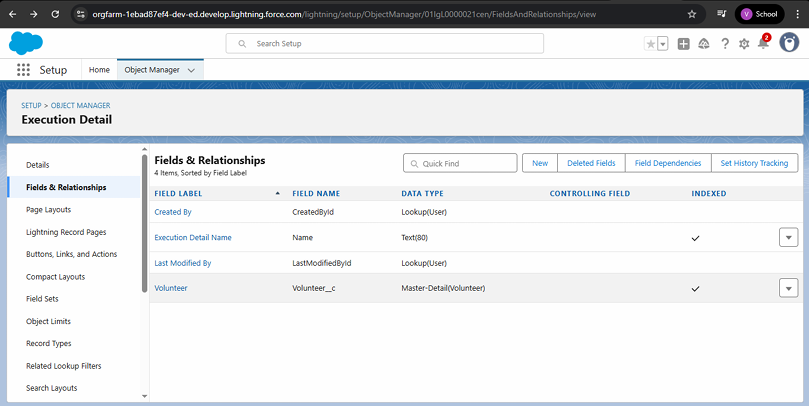 orgfarm-1ebad87ef4-dev-ed.develop.lightning.force.com/lightning/setup/ObjectManager/01IgL0000021cen/FieldsAndRelationships/view
V School
Search Setup
2
Setup Home Object Manager
SETUP > OBJECT MANAGER
Execution Detail
Details
Fields & Relationships
Page Layouts
Lightning Record Pages
Buttons, Links, and Actions
Compact Layouts
Field Sets
Object Limits
Record Types
Related Lookup Filters
Search Layouts
Fields & Relationships
4 Items, Sorted by Field Label
Quick Find
New Deleted Fields Field Dependencies Set History Tracking
FIELD LABEL FIELD NAME DATA TYPE CONTROLLING FIELD INDEXED
Created By CreatedById Lookup(User)
Execution Detail Name Name Text(80)
Last Modified By LastModifiedById Lookup(User)
Volunteer Volunteer__c Master-Detail(Volunteer)